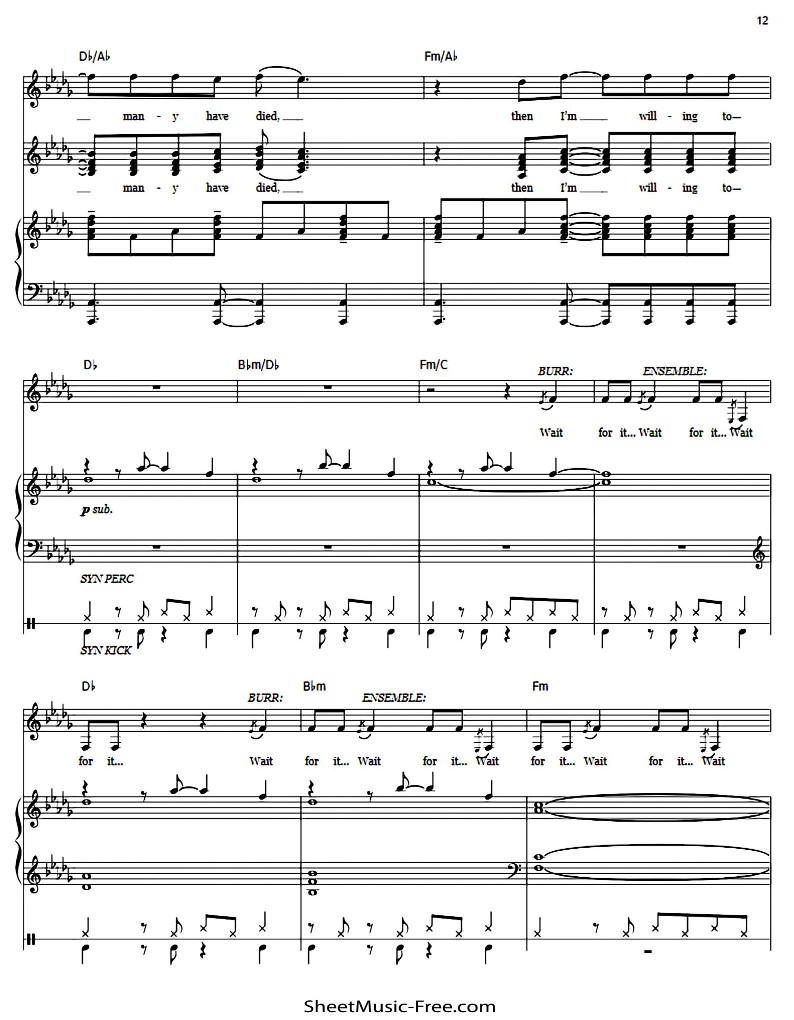 12
D♭/A♭ Fm/A♭
man - y have died, then I'm will - ing to
man - y have died, then I'm will - ing to
D♭ B♭m/D♭ Fm/C
BURR: ENSEMBLE:
Wait for it... Wait for it... Wait
p sub.
SYN PERC
SYN KICK
D♭ B♭m Fm
BURR: ENSEMBLE:
for it... Wait for it... Wait for it... Wait for it... Wait for it... Wait
SheetMusic-Free.com